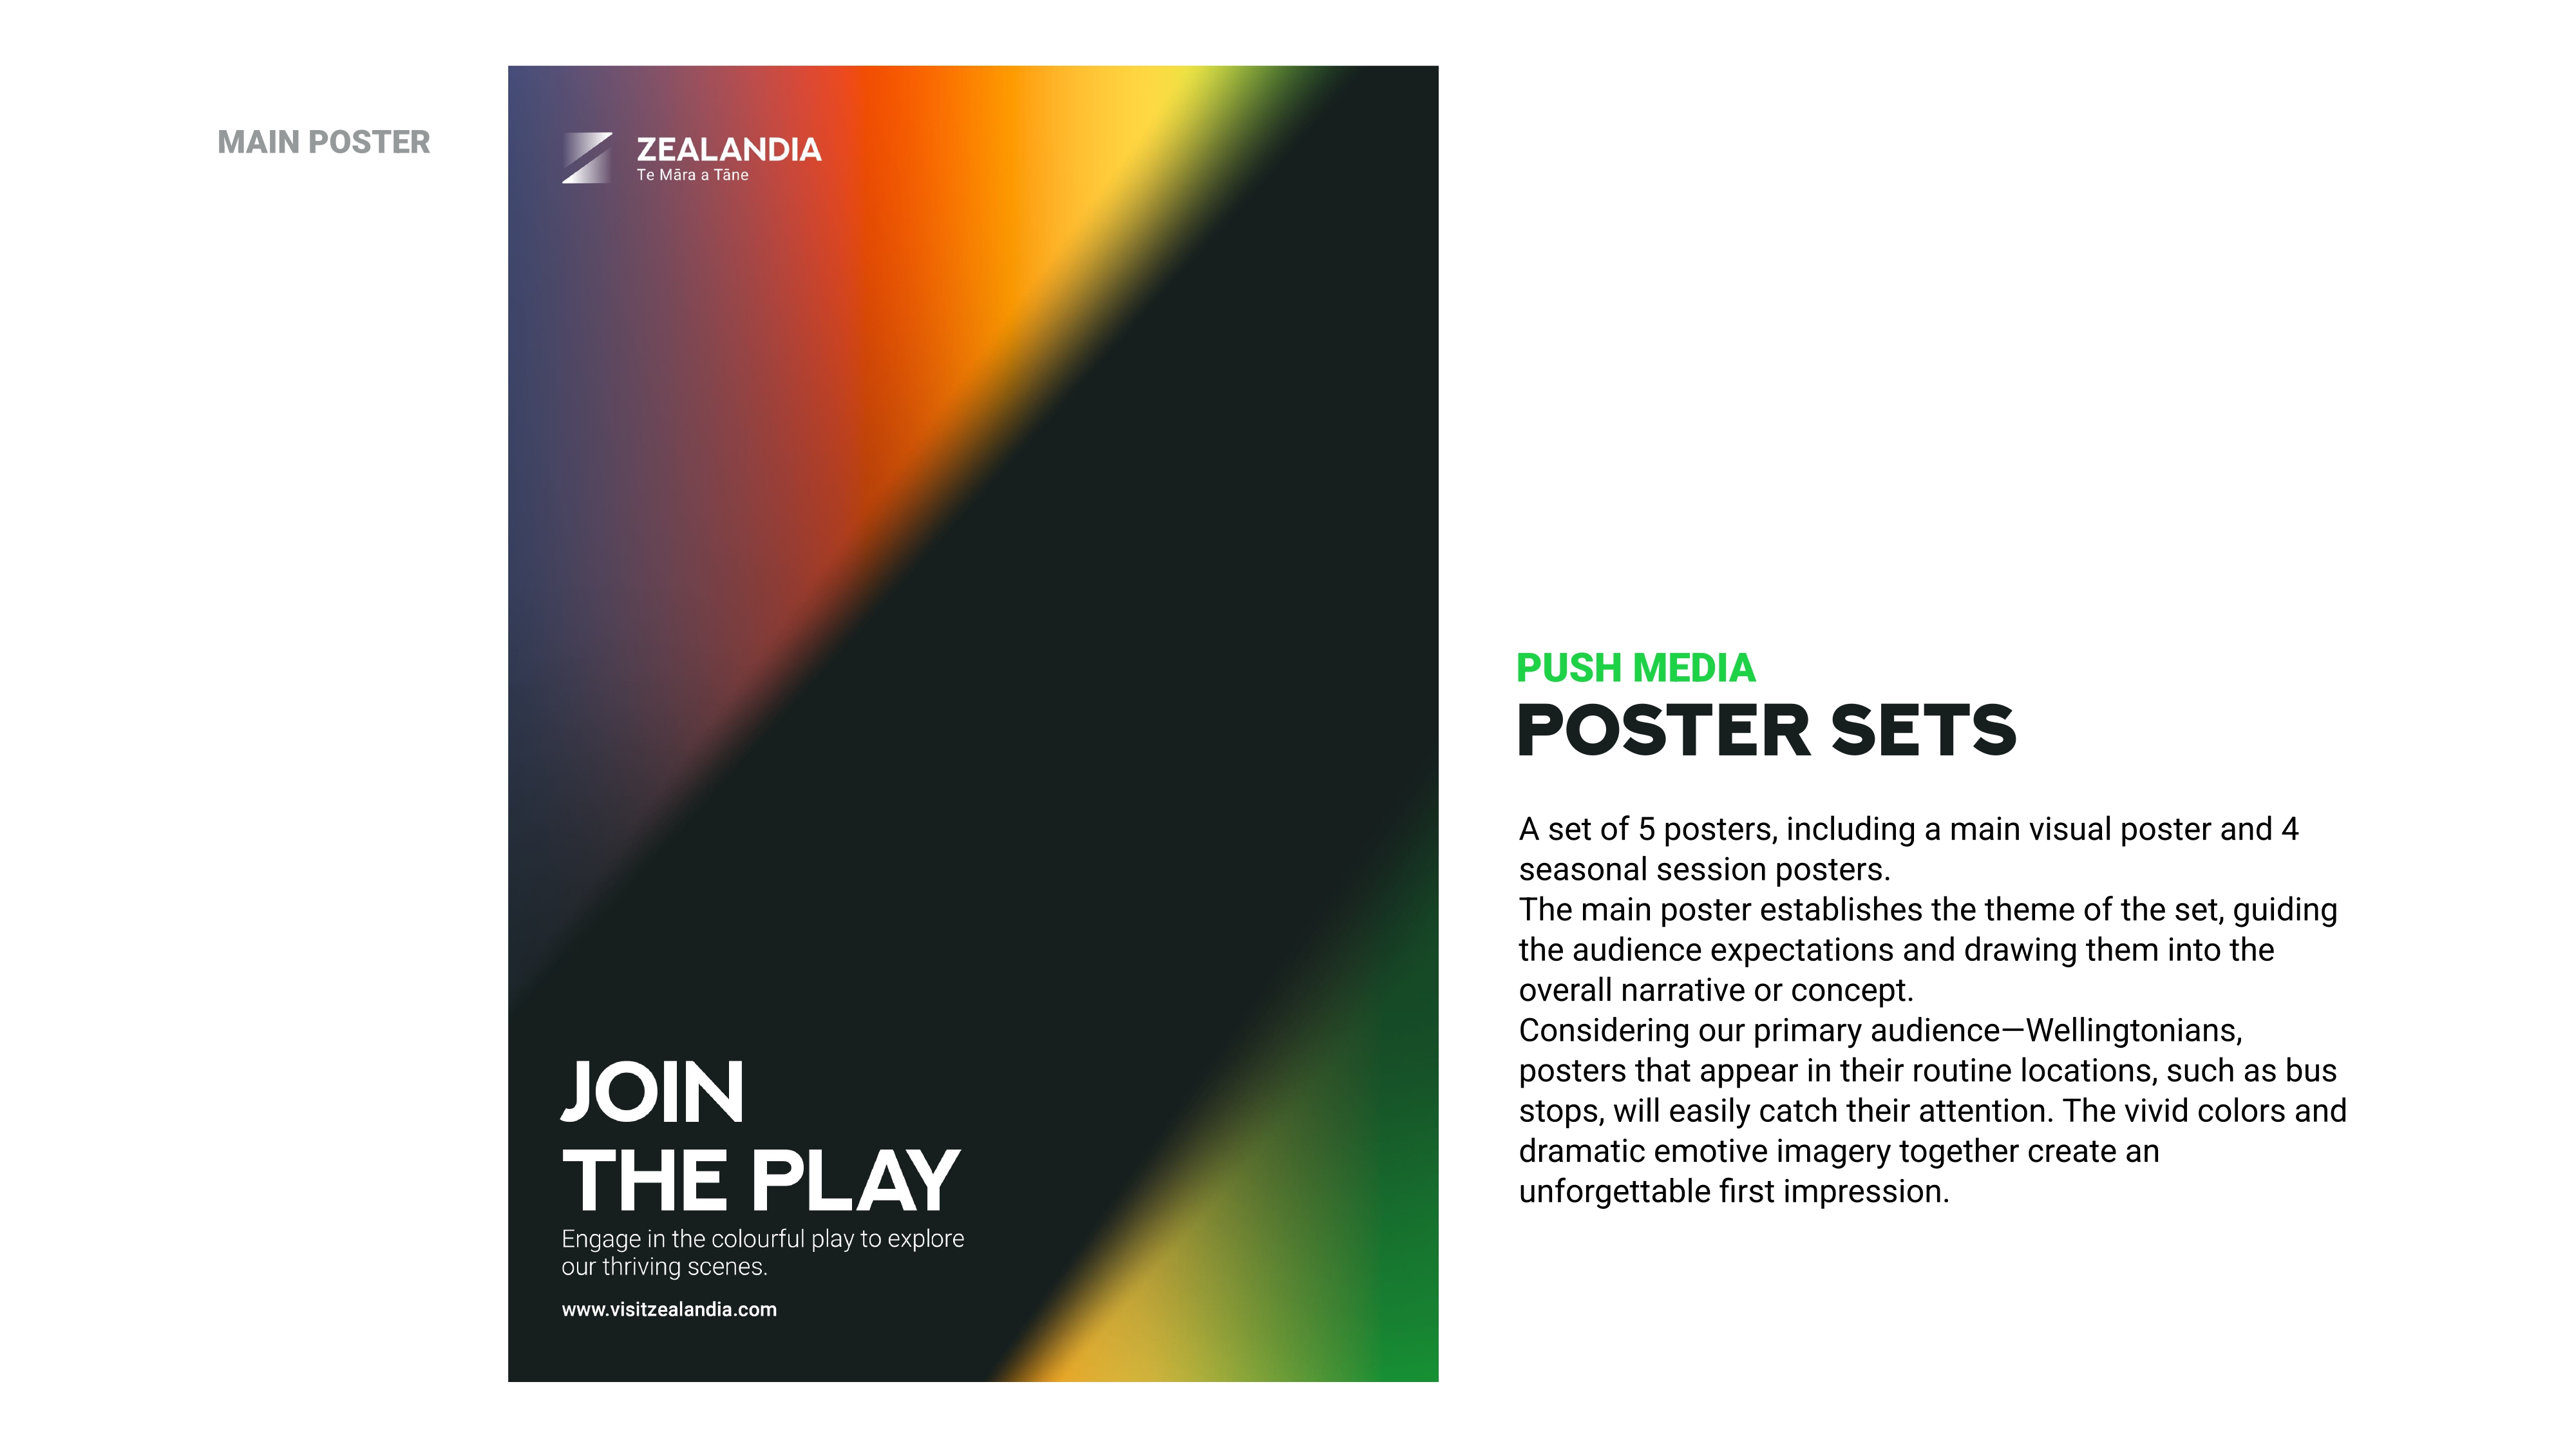 MAIN POSTER
ZEALANDIA
Te Māra a Tāne
JOIN
THE PLAY
Engage in the colourful play to explore
our thriving scenes.
www.visitzealandia.com
PUSH MEDIA
POSTER SETS
A set of 5 posters, including a main visual poster and 4
seasonal session posters.
The main poster establishes the theme of the set, guiding
the audience expectations and drawing them into the
overall narrative or concept.
Considering our primary audience—Wellingtonians,
posters that appear in their routine locations, such as bus
stops, will easily catch their attention. The vivid colors and
dramatic emotive imagery together create an
unforgettable first impression.